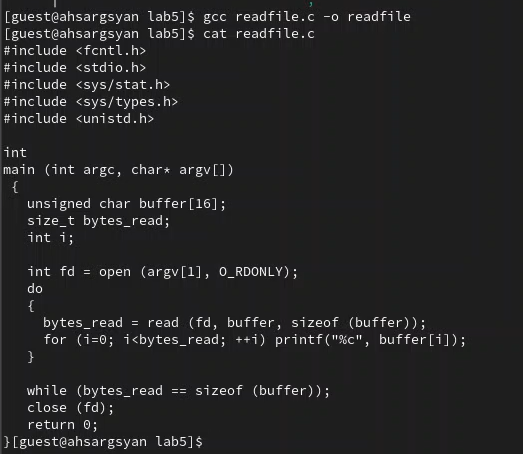 [guest@ahsargsyan lab5]$ gcc readfile.c -o readfile
[guest@ahsargsyan lab5]$ cat readfile.c
#include <fcntl.h>
#include <stdio.h>
#include <sys/stat.h>
#include <sys/types.h>
#include <unistd.h>

int
main (int argc, char* argv[])
 {
   unsigned char buffer[16];
   size_t bytes_read;
   int i;

   int fd = open (argv[1], O_RDONLY);
   do
   {
     bytes_read = read (fd, buffer, sizeof (buffer));
     for (i=0; i<bytes_read; ++i) printf("%c", buffer[i]);
   }

   while (bytes_read == sizeof (buffer));
   close (fd);
   return 0;
}[guest@ahsargsyan lab5]$